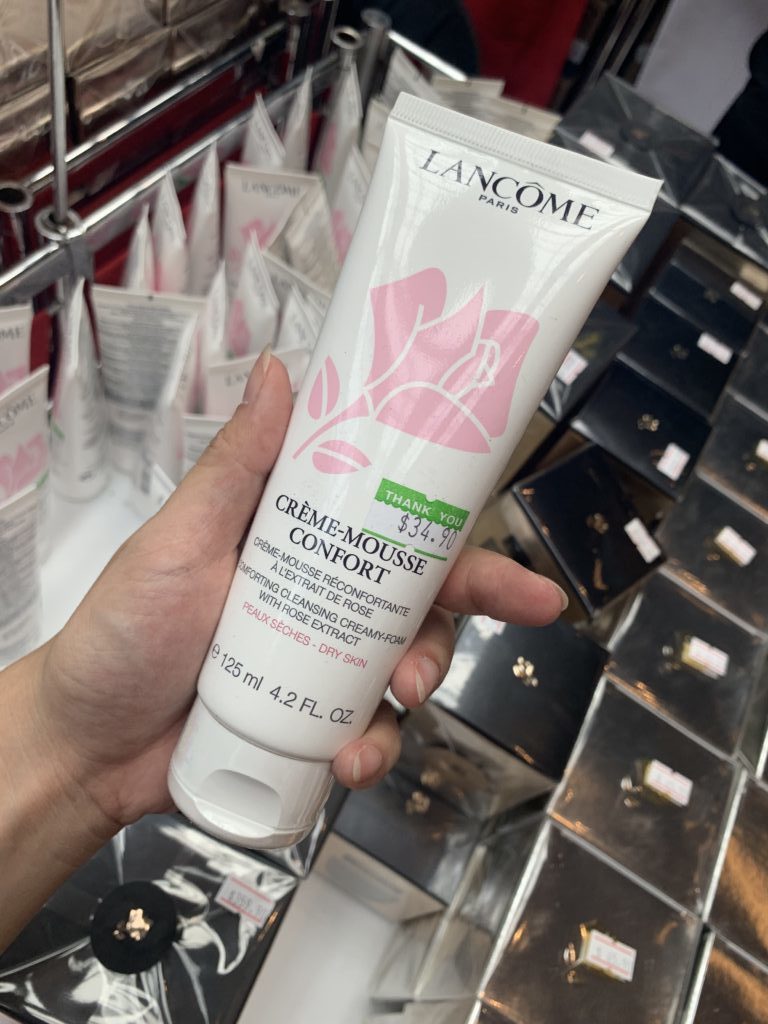 LANCÔME
PARIS
THANK YOU
$34.90
CRÈME-MOUSSE
CONFORT
CRÈME-MOUSSE RÉCONFORTANTE
À L'EXTRAIT DE ROSE
COMFORTING CLEANSING CREAMY-FOAM
WITH ROSE EXTRACT
PEAUX SÈCHES - DRY SKIN
℮ 125 ml 4.2 FL. OZ.